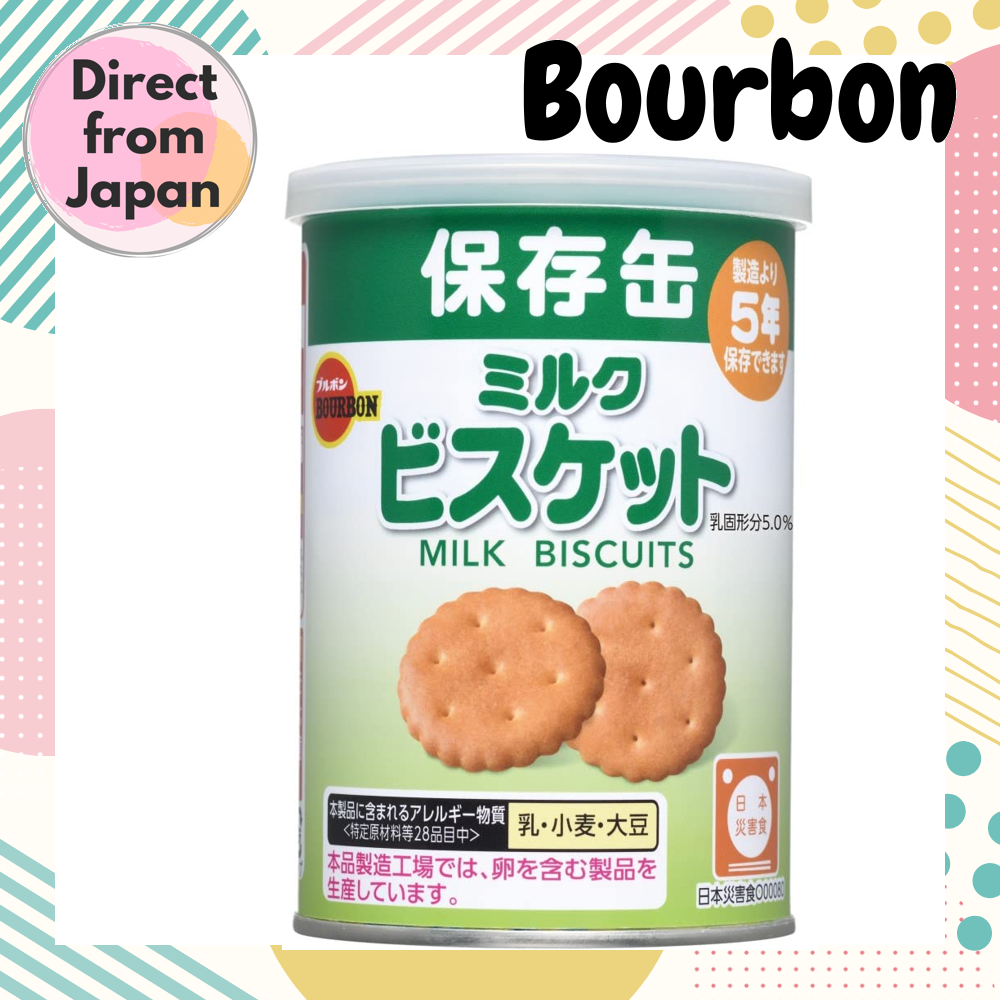 Direct
from
Japan
Bourbon
保存缶
製造より
5年
保存できます
ブルボン
BOURBON
ミルク
ビスケット
乳固形分5.0%
MILK BISCUITS
本製品に含まれるアレルギー物質
<特定原材料等28品目中>
乳・小麦・大豆
本品製造工場では、卵を含む製品を
生産しています。
日本
災害食
日本災害食000080